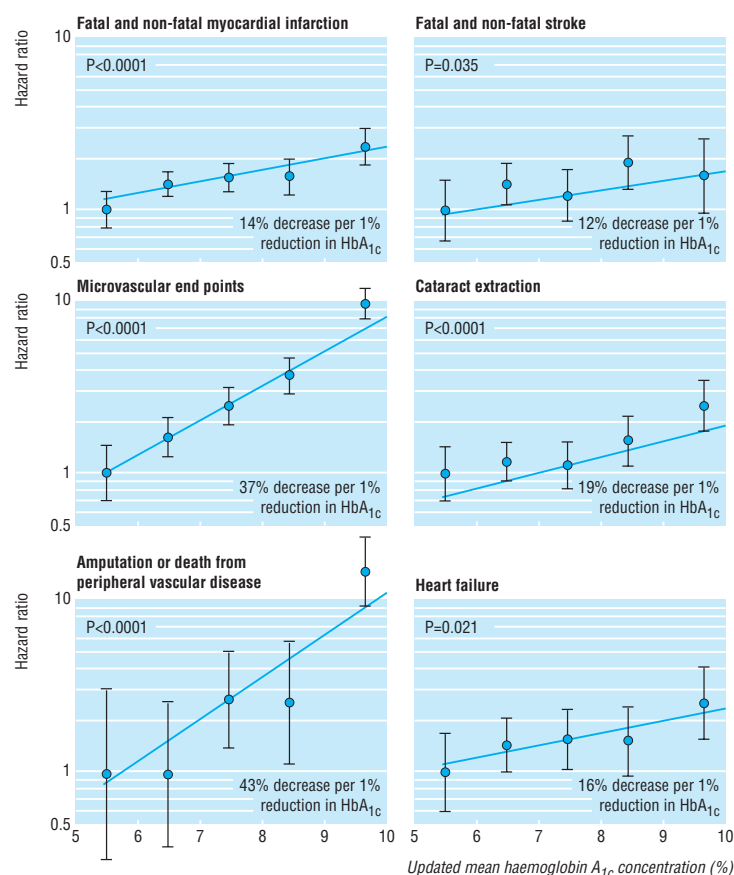 Fatal and non-fatal myocardial infarction
10
Hazard ratio
P<0.0001
1
14% decrease per 1%
reduction in HbA1c
0.5
Fatal and non-fatal stroke
P=0.035
12% decrease per 1%
reduction in HbA1c
Microvascular end points
10
Hazard ratio
P<0.0001
1
37% decrease per 1%
reduction in HbA1c
0.5
Cataract extraction
P<0.0001
19% decrease per 1%
reduction in HbA1c
Amputation or death from
peripheral vascular disease
10
Hazard ratio
P<0.0001
1
43% decrease per 1%
reduction in HbA1c
0.5
5 6 7 8 9 10
Heart failure
P=0.021
16% decrease per 1%
reduction in HbA1c
5 6 7 8 9 10
Updated mean haemoglobin A1c concentration (%)